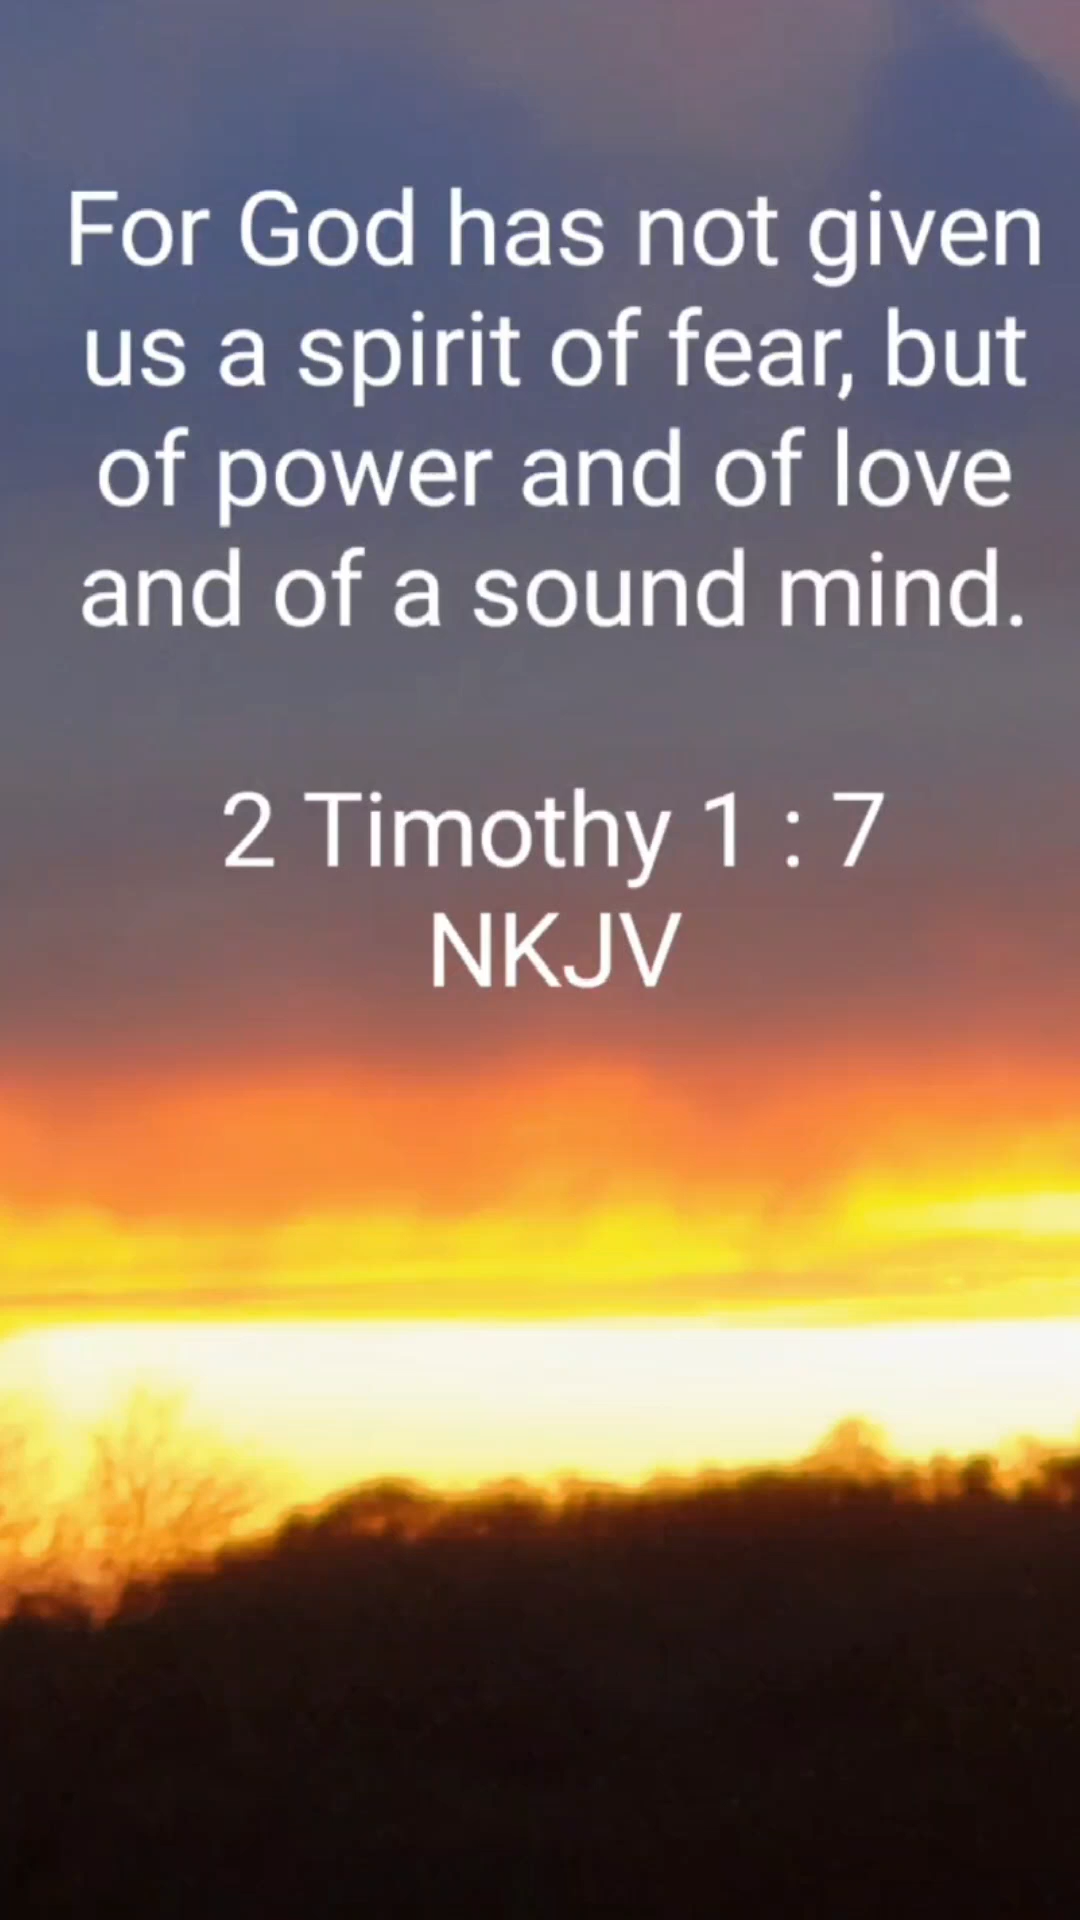 For God has not given
us a spirit of fear, but
of power and of love
and of a sound mind.
2 Timothy 1 : 7
NKJV